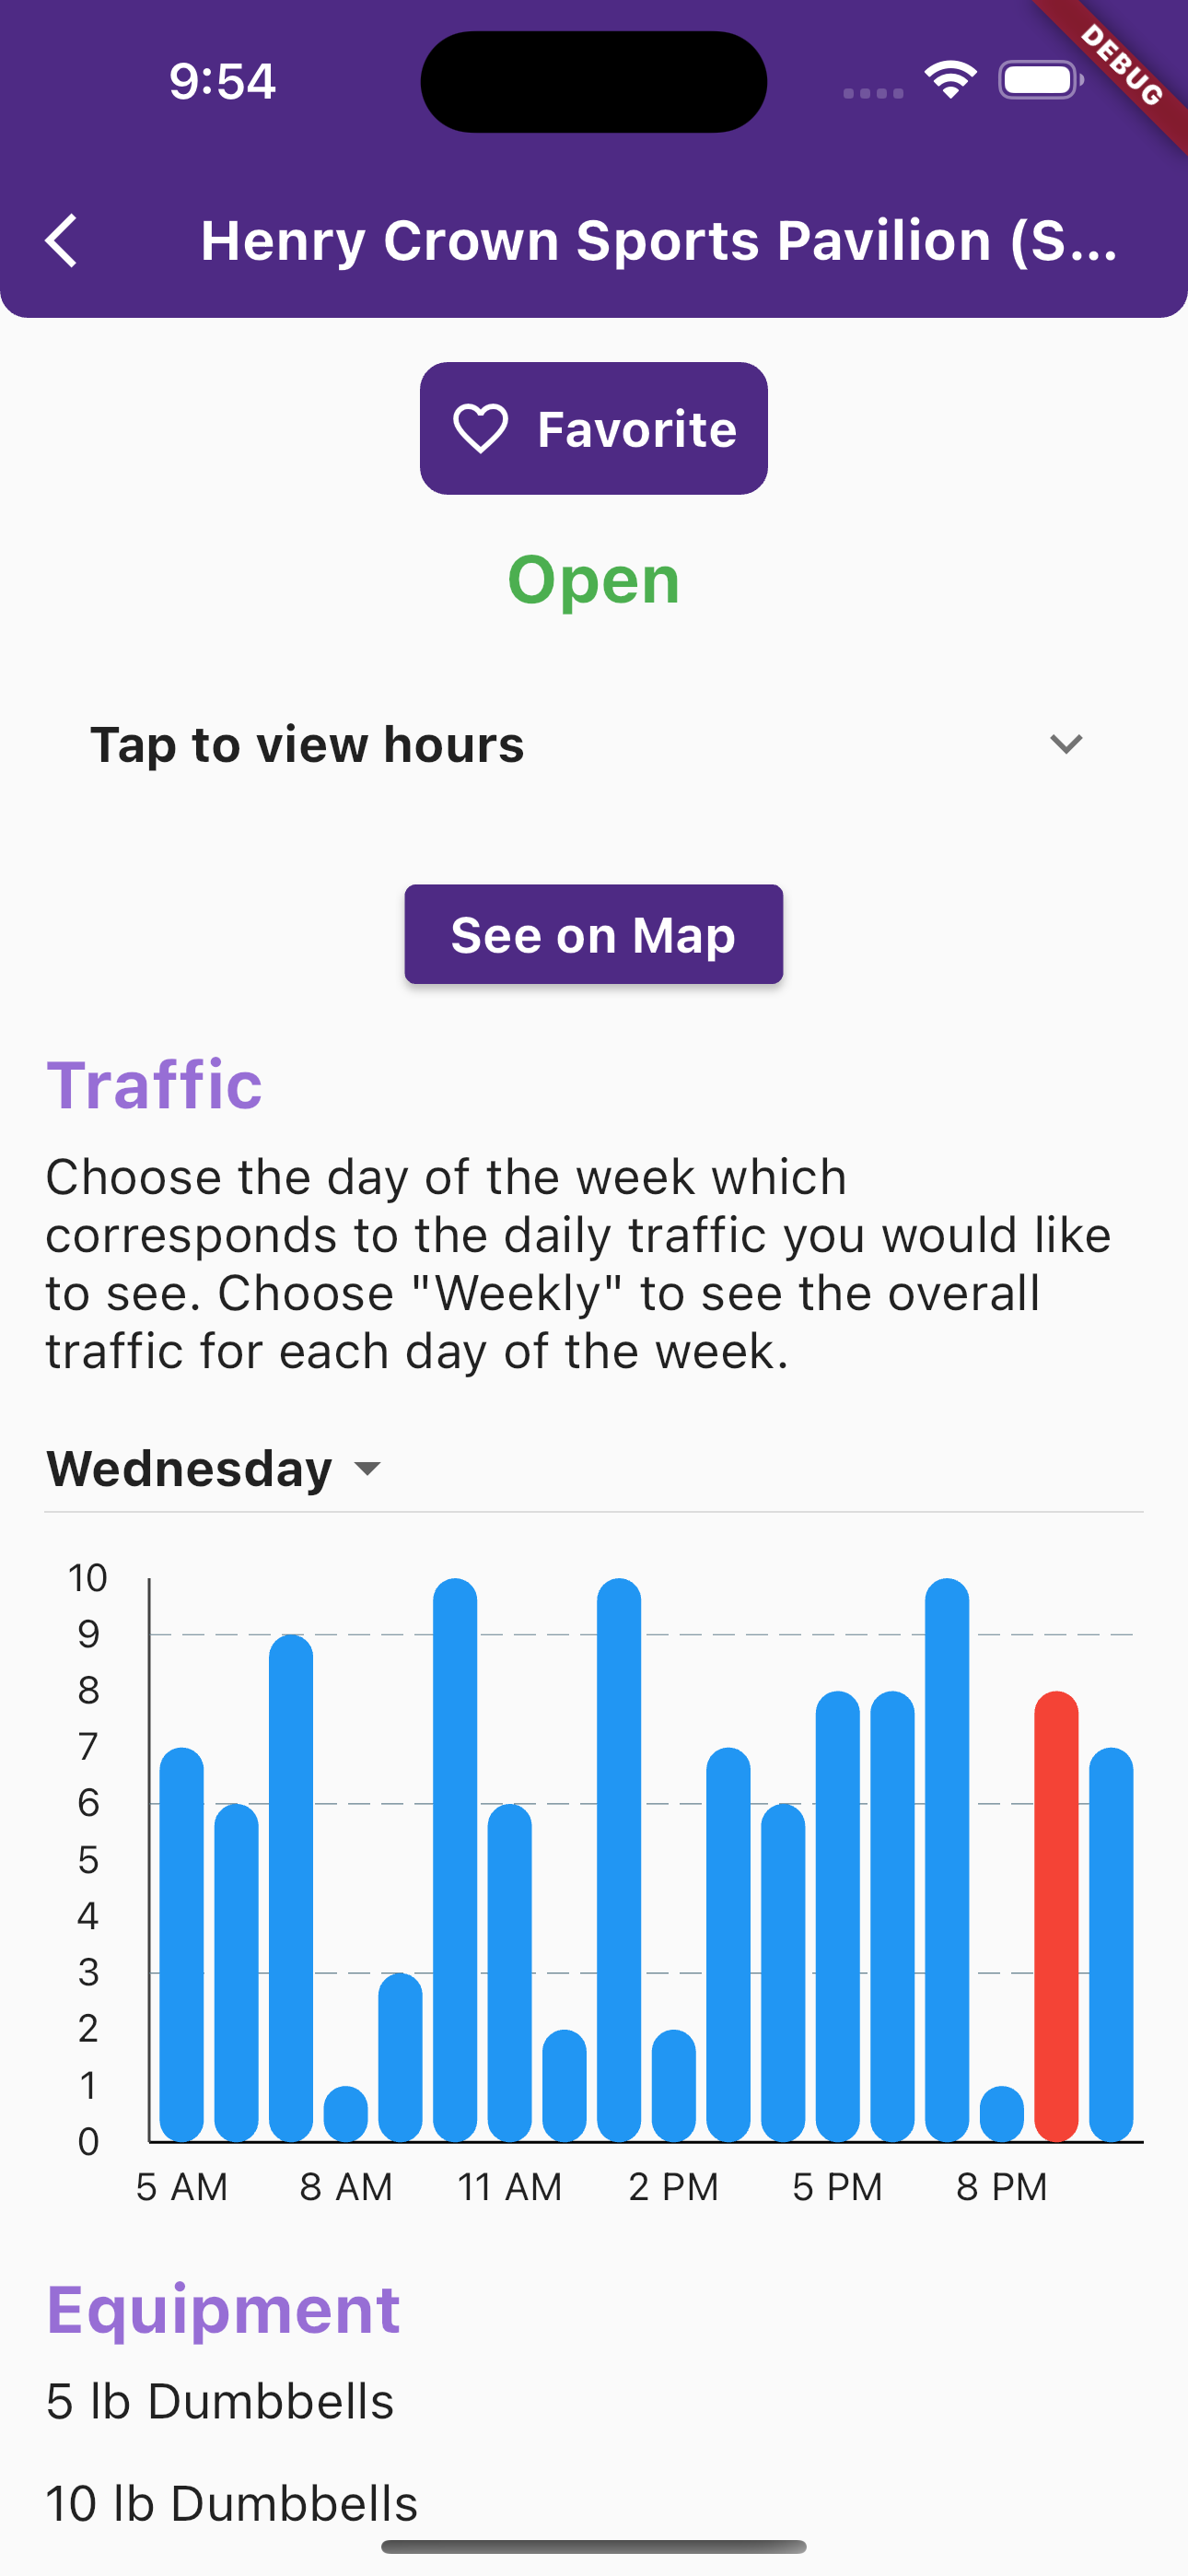 9:54
DEBUG
Henry Crown Sports Pavilion (S...
Favorite
Open
Tap to view hours
See on Map
Traffic
Choose the day of the week which
corresponds to the daily traffic you would like
to see. Choose "Weekly" to see the overall
traffic for each day of the week.
Wednesday
10
9
8
7
6
5
4
3
2
1
0
5 AM 8 AM 11 AM 2 PM 5 PM 8 PM
Equipment
5 lb Dumbbells
10 lb Dumbbells